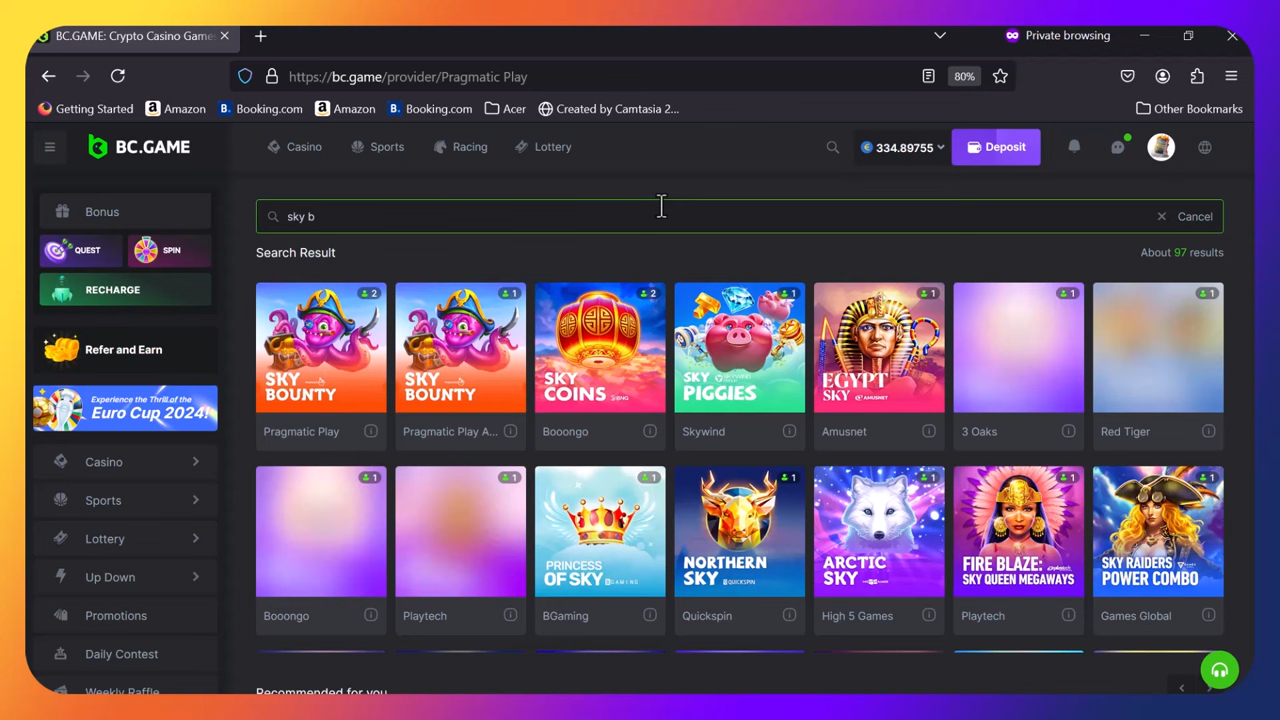 BC.GAME: Crypto Casino Games
Private browsing
https://bc.game/provider/Pragmatic Play
80%
Getting Started
Amazon
Booking.com
Amazon
Booking.com
Acer
Created by Camtasia 2...
Other Bookmarks
BC.GAME
Casino
Sports
Racing
Lottery
334.89755
Deposit
Bonus
QUEST
SPIN
RECHARGE
Refer and Earn
Experience the Thrill of the
Euro Cup 2024!
Casino
Sports
Lottery
Up Down
Promotions
Daily Contest
Weekly Raffle
sky b
Cancel
Search Result
About 97 results
2
1
2
1
1
1
1
SKY
BOUNTY
SKY
BOUNTY
SKY
COINS
BNG
SKY
PIGGIES
EGYPT
SKY
AMUSNET
Pragmatic Play
Pragmatic Play A...
Booongo
Skywind
Amusnet
3 Oaks
Red Tiger
1
1
1
1
1
1
1
PRINCESS
OF SKY
BGAMING
NORTHERN
SKY
QUICKSPIN
ARCTIC
SKY
FIRE BLAZE:
SKY QUEEN MEGAWAYS
SKY RAIDERS
POWER COMBO
Booongo
Playtech
BGaming
Quickspin
High 5 Games
Playtech
Games Global
Recommended for you